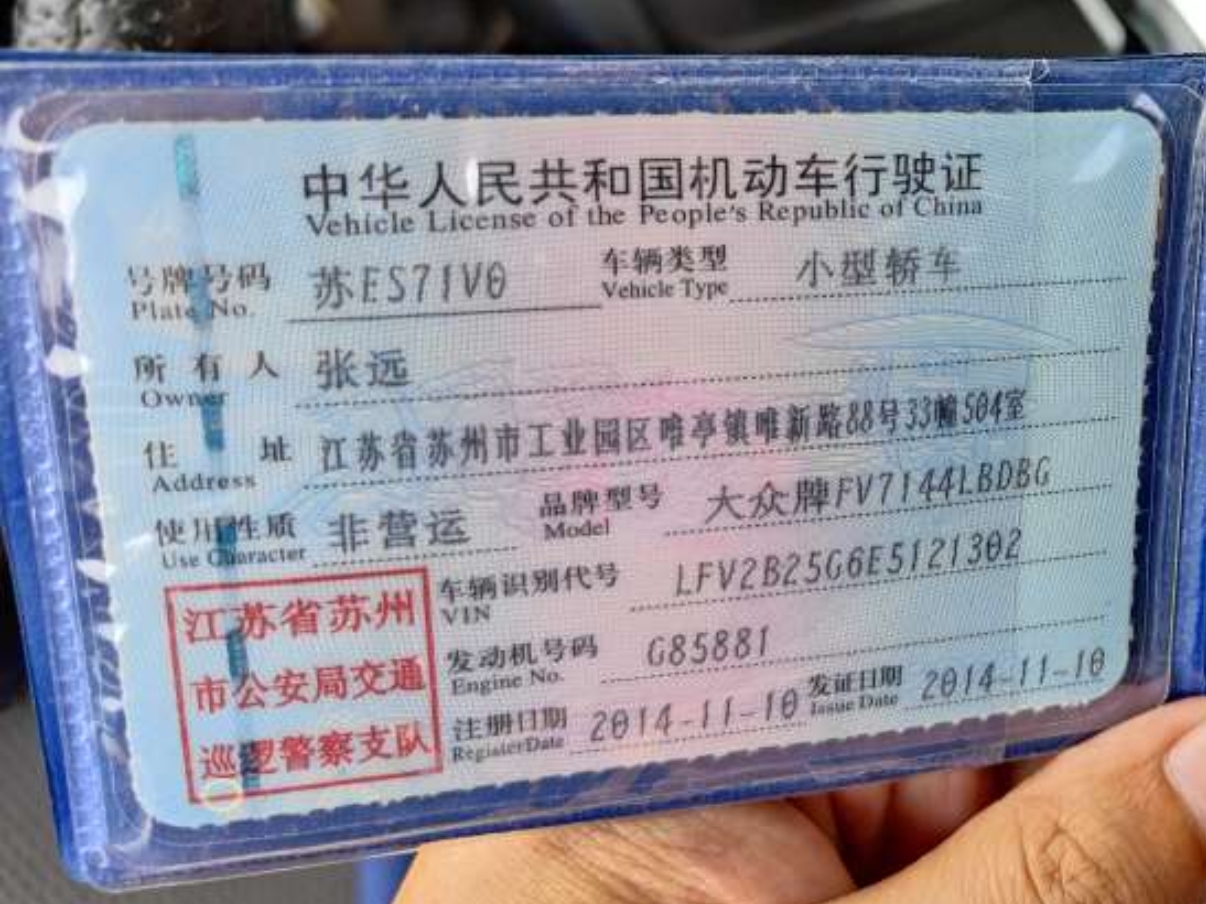 中华人民共和国机动车行驶证
Vehicle License of the People's Republic of China
号牌号码 苏ES71V0 车辆类型 小型轿车
Plate No. Vehicle Type
所有人 张远
Owner
住址 江苏省苏州市工业园区唯亭镇唯新路88号33幢504室
Address
使用性质 非营运 品牌型号 大众牌FV7144LBDBG
Use Character Model
江苏省苏州
市公安局交通
巡逻警察支队
车辆识别代号 LFV2B25G6E5121302
VIN
发动机号码 G85881
Engine No.
注册日期 2014-11-10 发证日期 2014-11-10
Register Date Issue Date